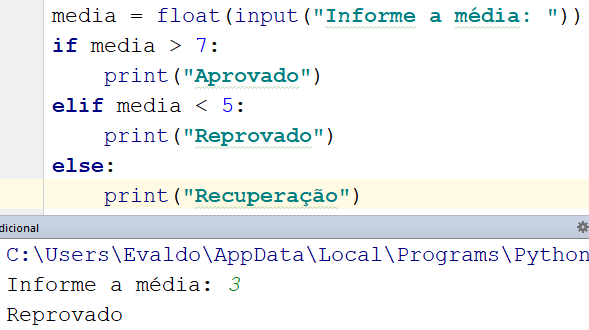 media = float(input("Informe a média: "))
if media > 7:
    print("Aprovado")
elif media < 5:
    print("Reprovado")
else:
    print("Recuperação")
dicional
C:\Users\Evaldo\AppData\Local\Programs\Python
Informe a média: 3
Reprovado